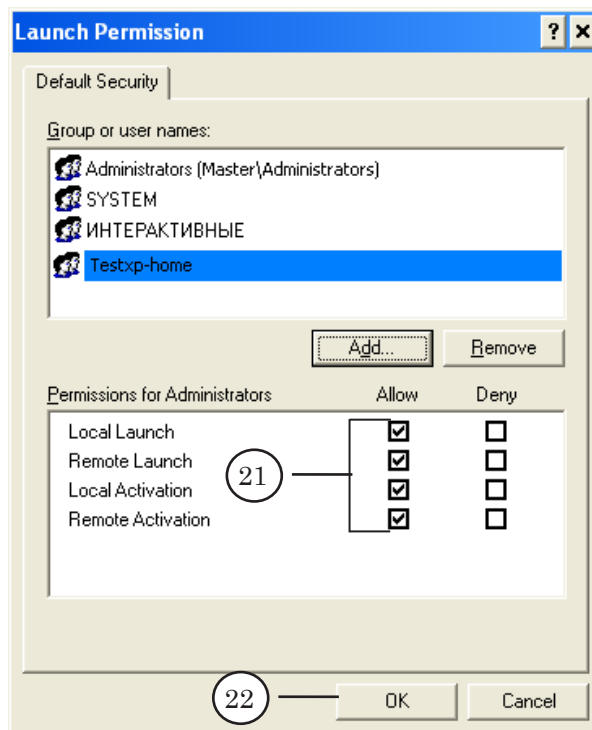 Launch Permission
Default Security
Group or user names:
Administrators (Master\Administrators)
SYSTEM
ИНТЕРАКТИВНЫЕ
Testxp-home
Add...
Remove
Permissions for Administrators Allow Deny
Local Launch
Remote Launch
21
Local Activation
Remote Activation
22
OK
Cancel